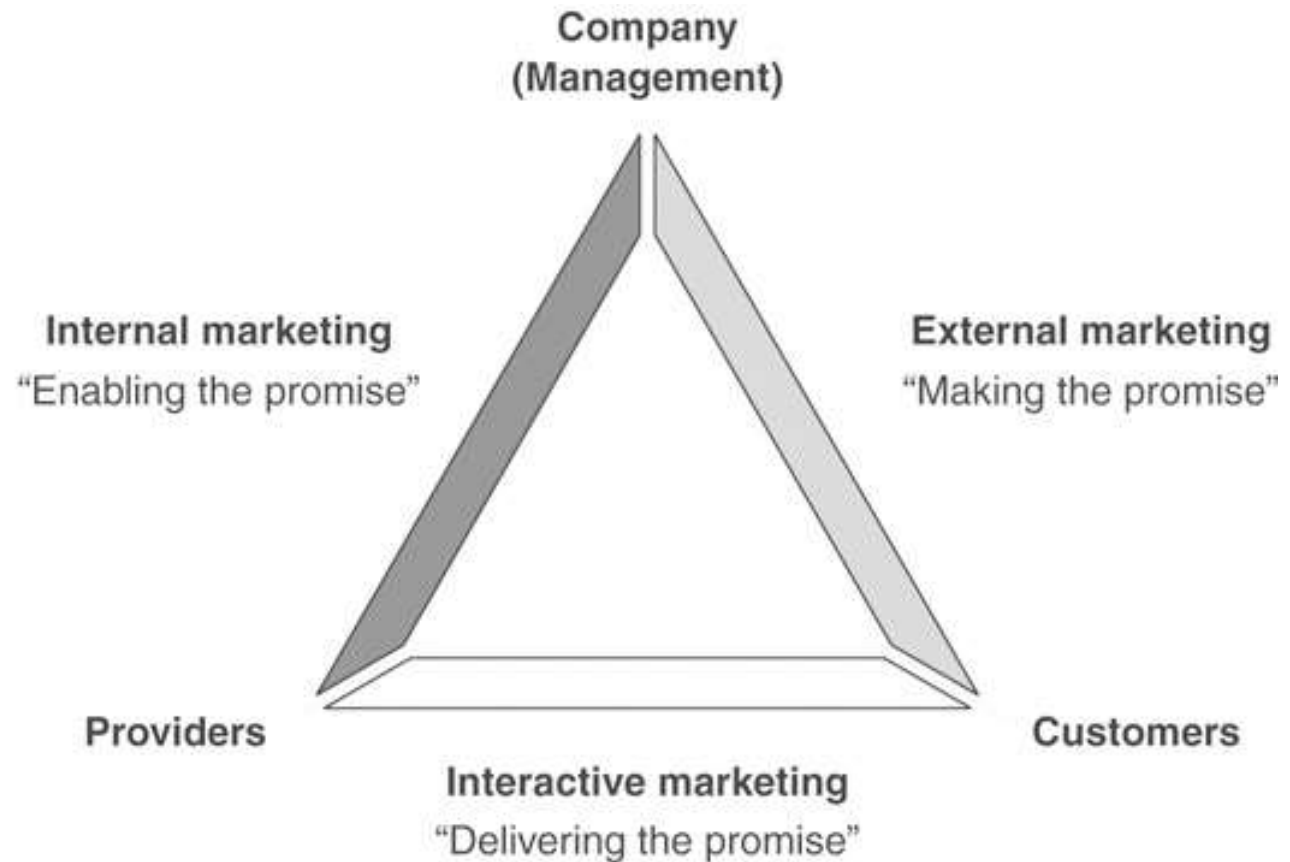 Company
(Management)
Internal marketing
“Enabling the promise”
External marketing
“Making the promise”
Providers
Customers
Interactive marketing
“Delivering the promise”